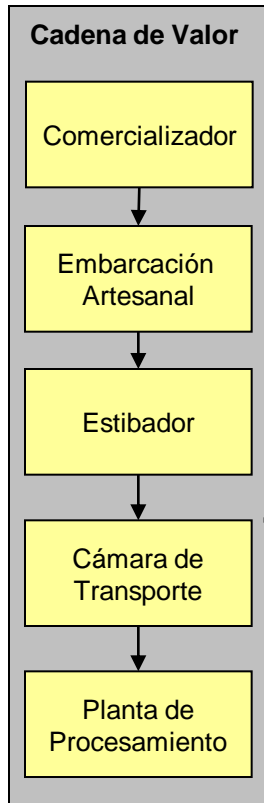 Cadena de Valor
Comercializador
Embarcación
Artesanal
Estibador
Cámara de
Transporte
Planta de
Procesamiento